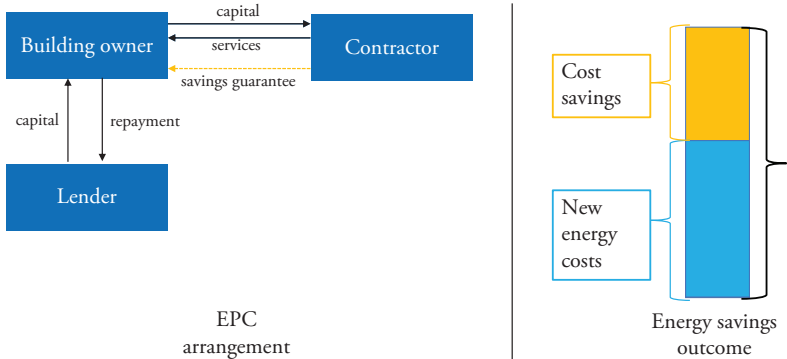 capital
Building owner
services
Contractor
savings guarantee
capital
repayment
Lender
EPC
arrangement
Cost
savings
New
energy
costs
Energy savings
outcome